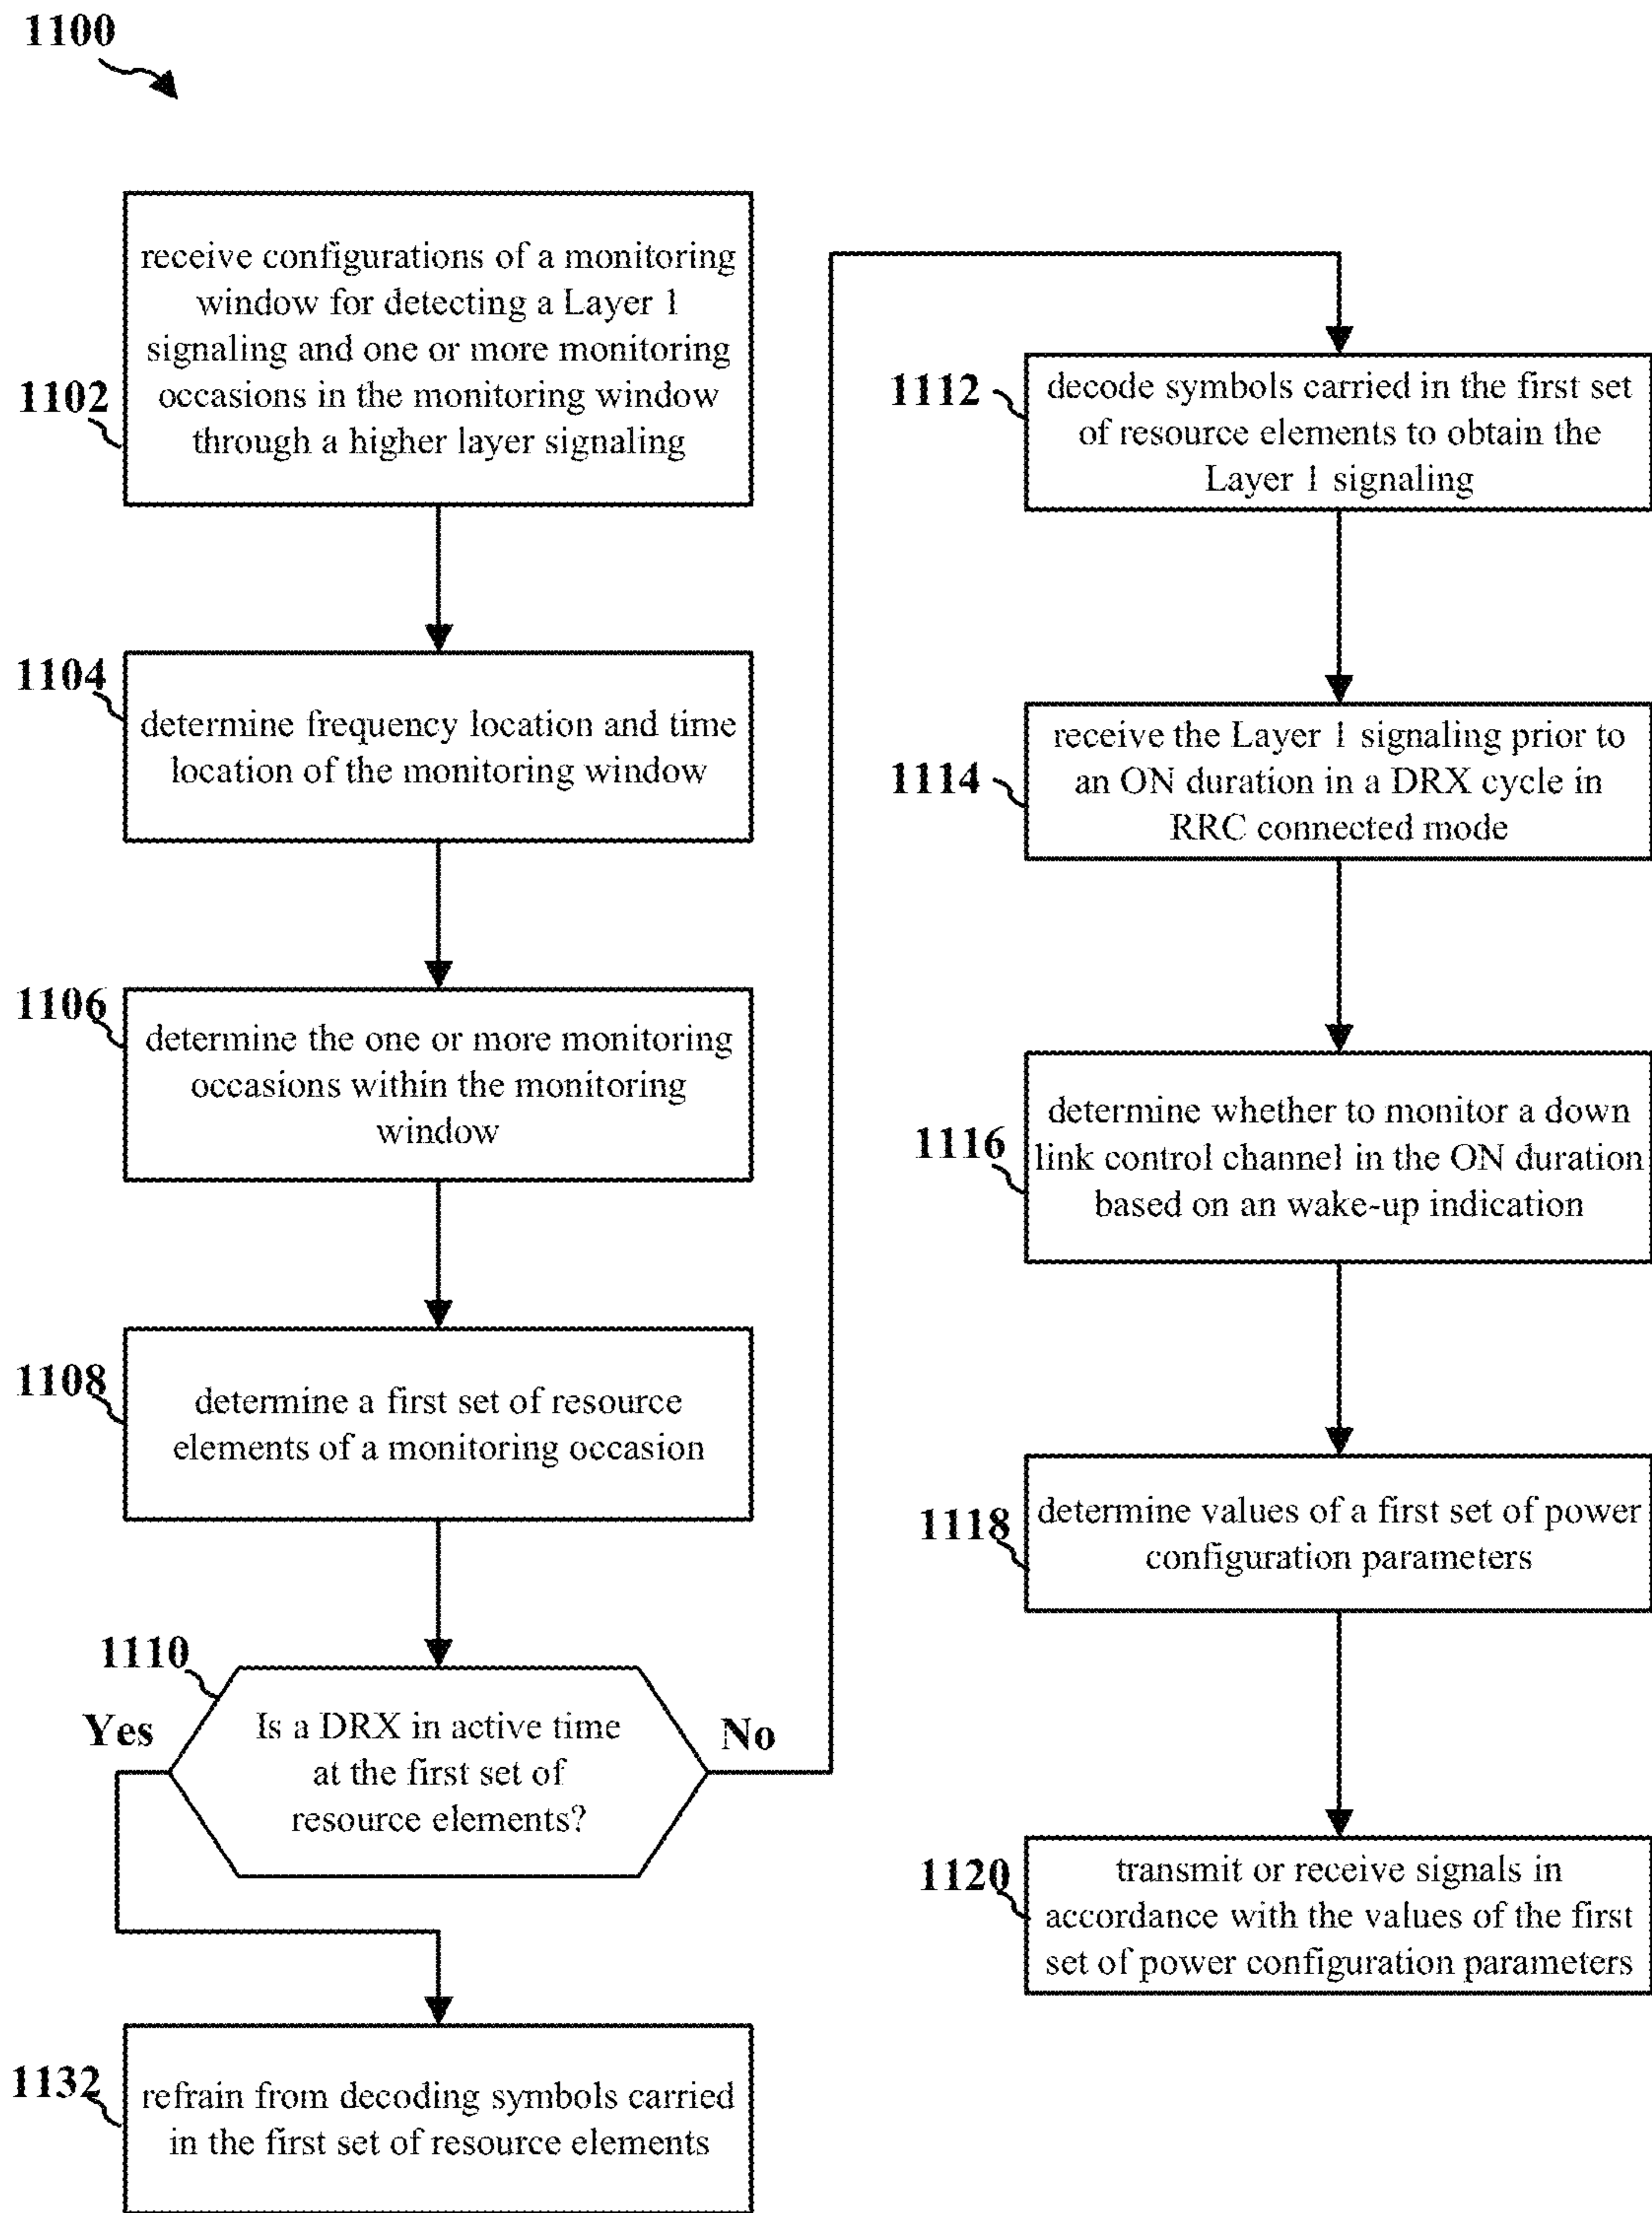 1100
1102
receive configurations of a monitoring
window for detecting a Layer 1
signaling and one or more monitoring
occasions in the monitoring window
through a higher layer signaling
1104
determine frequency location and time
location of the monitoring window
1106
determine the one or more monitoring
occasions within the monitoring
window
1108
determine a first set of resource
elements of a monitoring occasion
1110
Is a DRX in active time
at the first set of
resource elements?
Yes
No
1132
refrain from decoding symbols carried
in the first set of resource elements
1112
decode symbols carried in the first set
of resource elements to obtain the
Layer 1 signaling
1114
receive the Layer 1 signaling prior to
an ON duration in a DRX cycle in
RRC connected mode
1116
determine whether to monitor a down
link control channel in the ON duration
based on an wake-up indication
1118
determine values of a first set of power
configuration parameters
1120
transmit or receive signals in
accordance with the values of the first
set of power configuration parameters